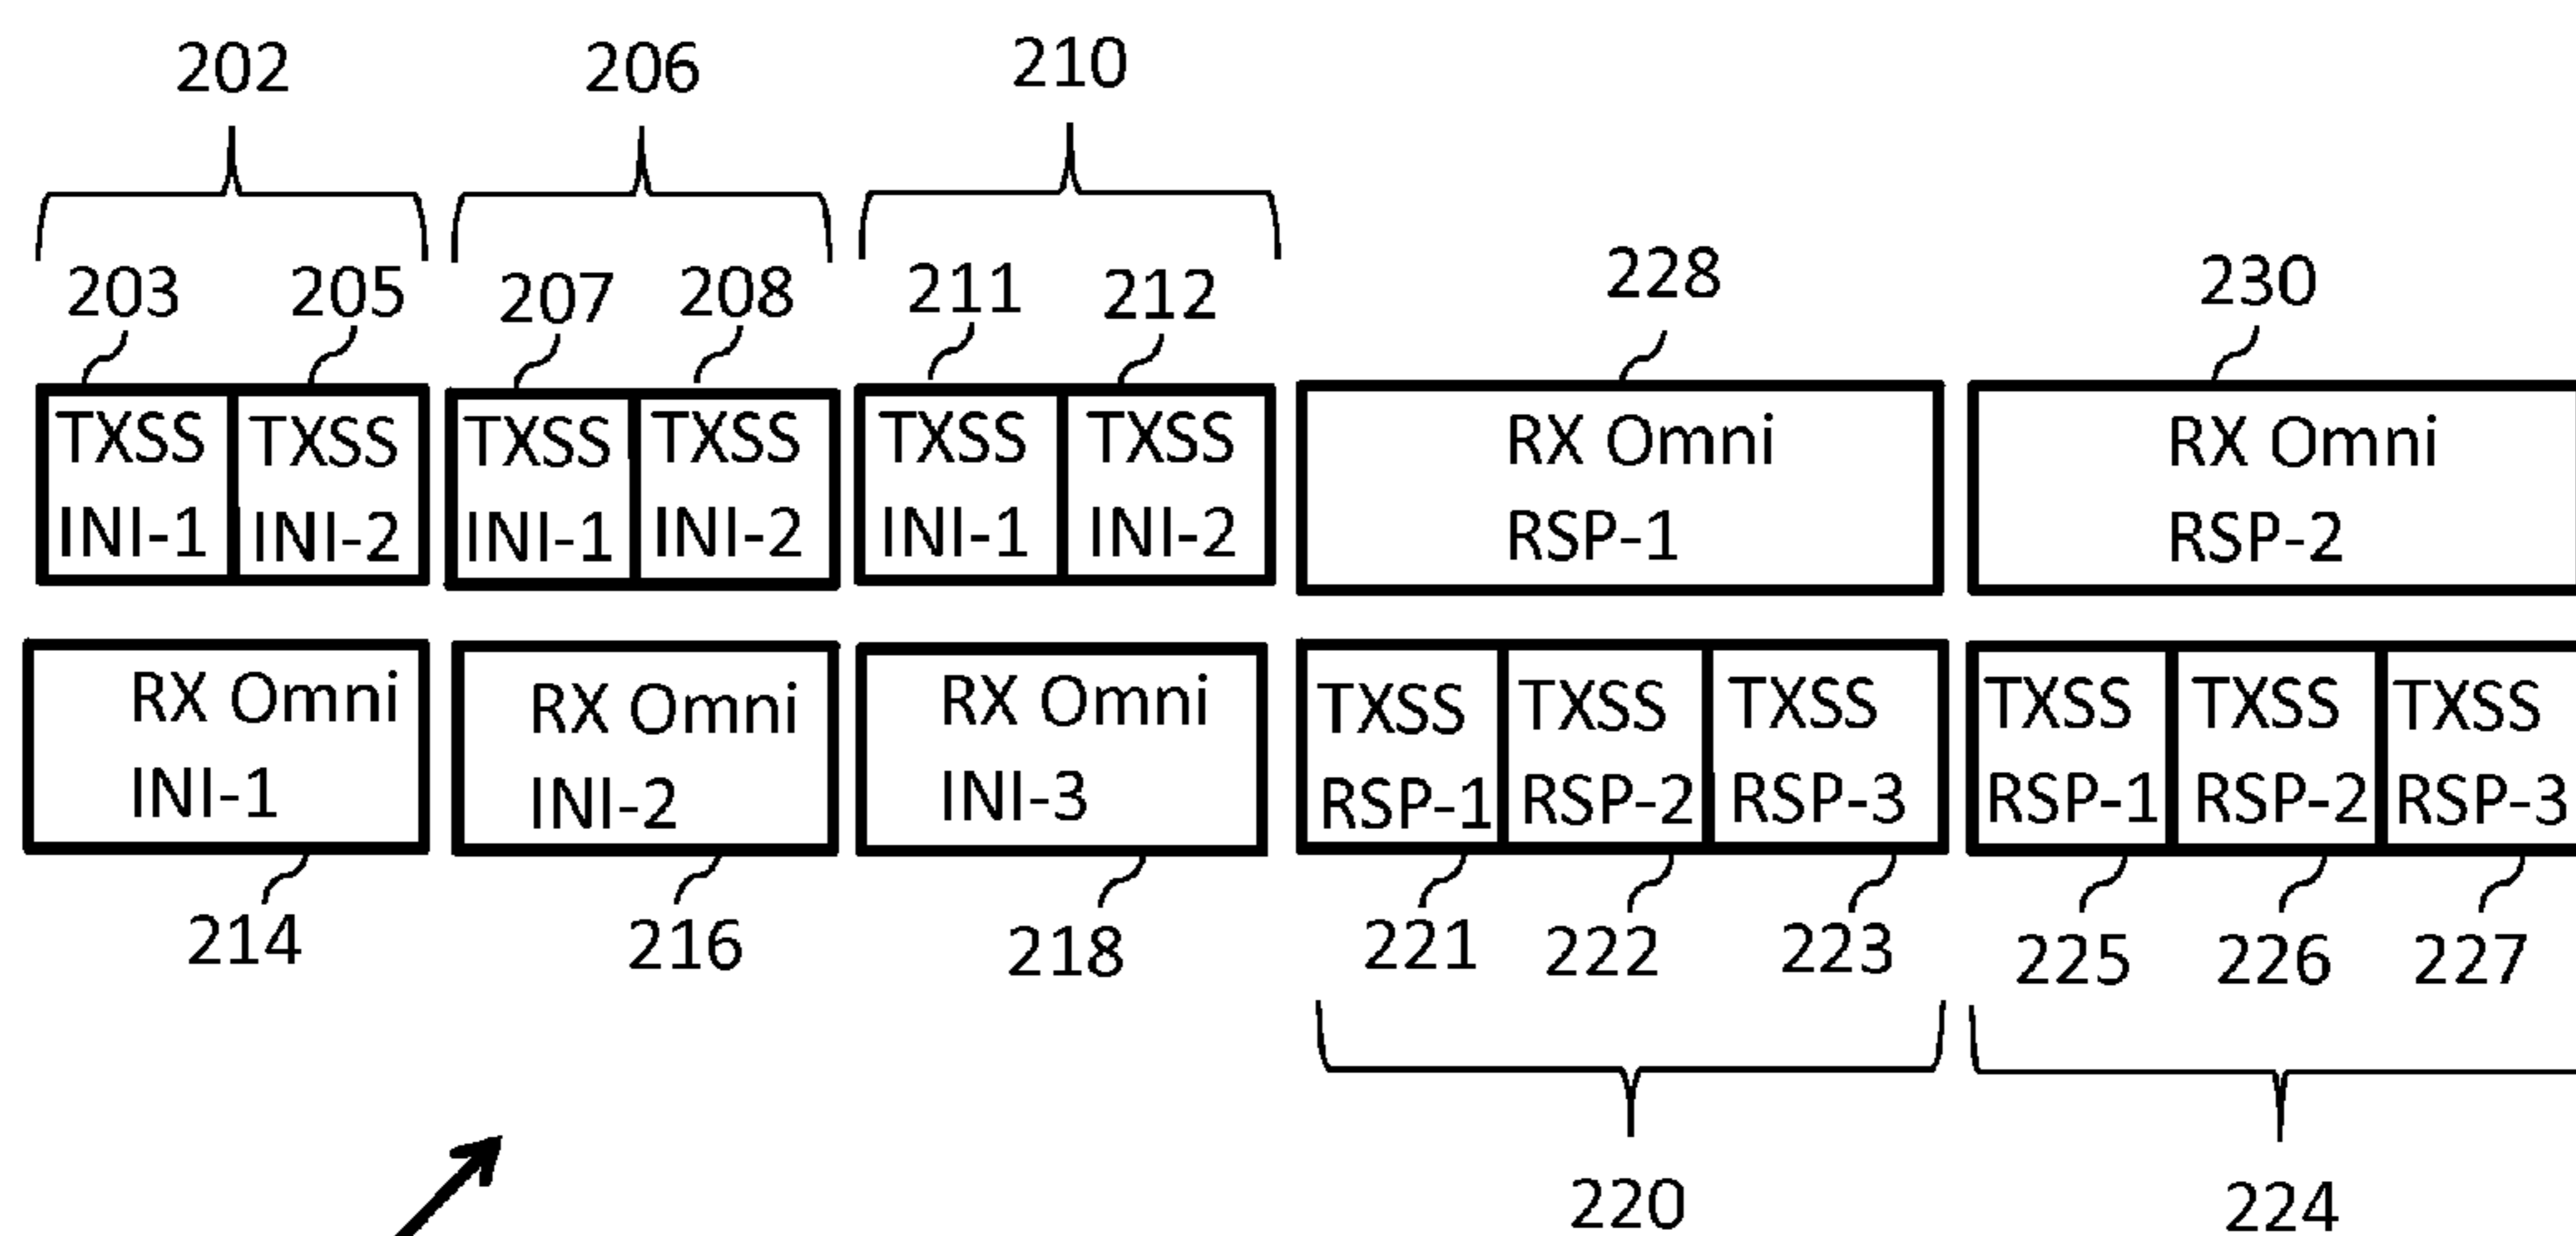 202 206 210
228 230
203 205 207 208 211 212
TXSS TXSS TXSS TXSS TXSS TXSS RX Omni RX Omni
INI-1 INI-2 INI-1 INI-2 INI-1 INI-2 RSP-1 RSP-2
RX Omni RX Omni RX Omni TXSS TXSS TXSS TXSS TXSS TXSS
INI-1 INI-2 INI-3 RSP-1 RSP-2 RSP-3 RSP-1 RSP-2 RSP-3
214 216 218 221 222 223 225 226 227
220 224